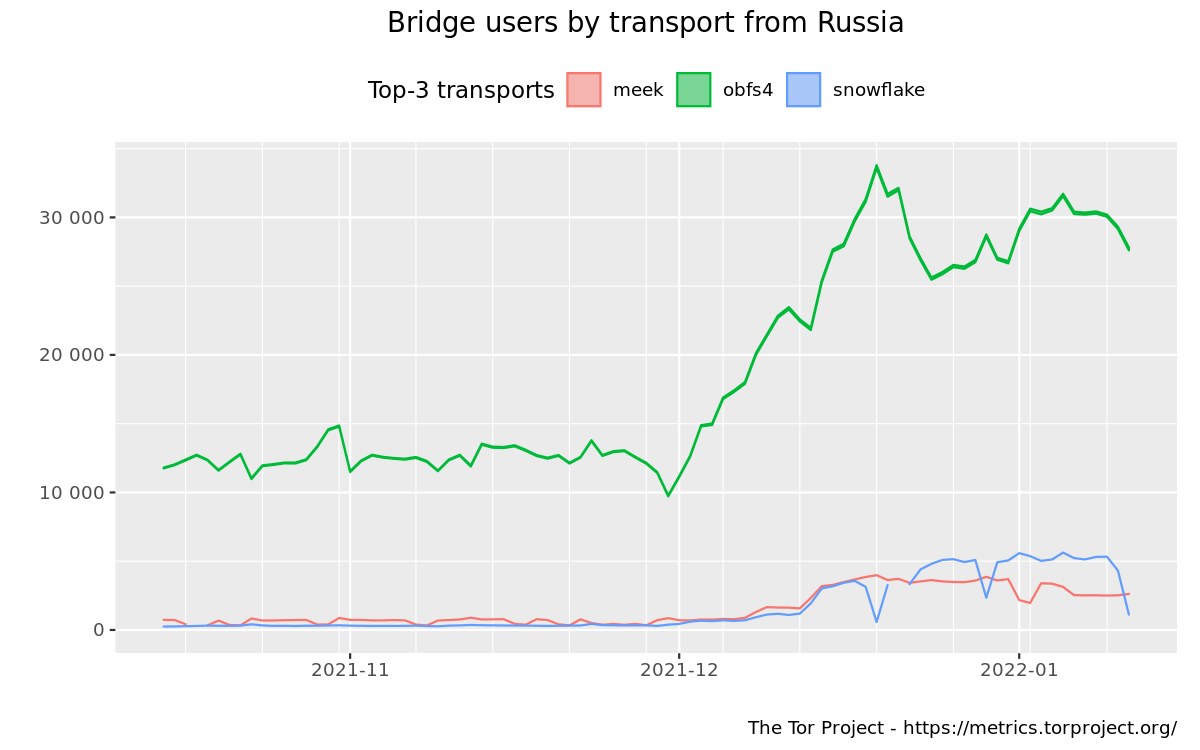 Bridge users by transport from Russia
Top-3 transports meek obfs4 snowflake
30 000
20 000
10 000
0
2021-11 2021-12 2022-01
The Tor Project - https://metrics.torproject.org/